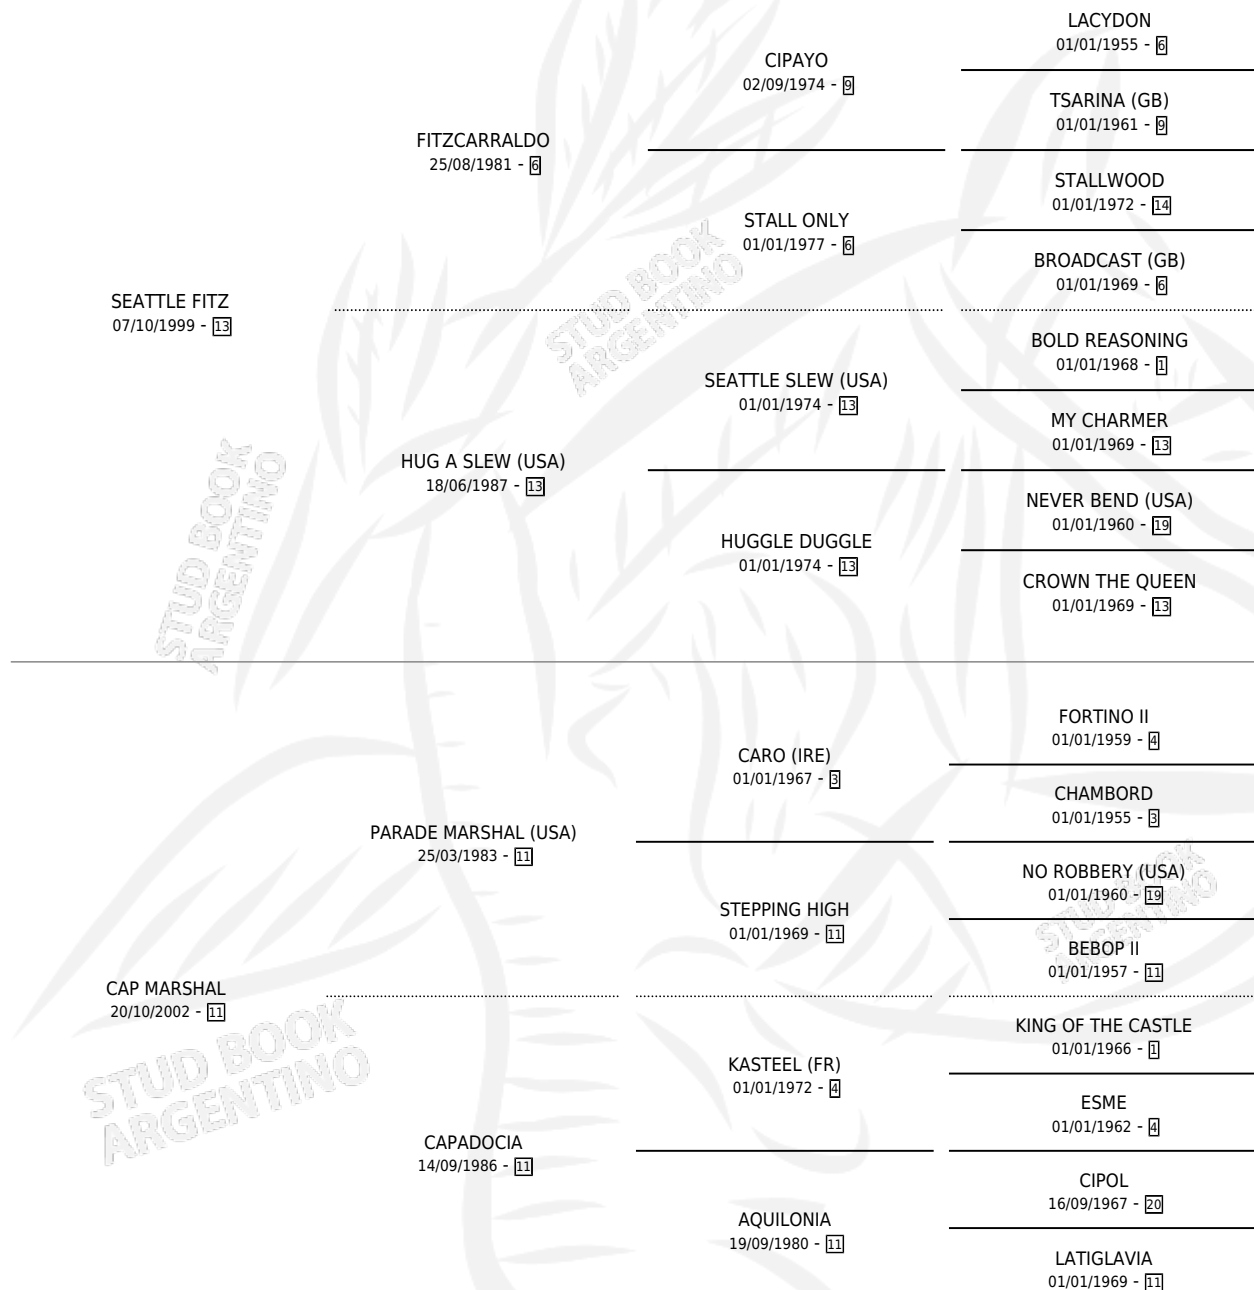 LACYDON
01/01/1955 - 6
CIPAYO
02/09/1974 - 9
TSARINA (GB)
01/01/1961 - 9
FITZCARRALDO
25/08/1981 - 6
STALLWOOD
01/01/1972 - 14
STALL ONLY
01/01/1977 - 6
BROADCAST (GB)
01/01/1969 - 6
SEATTLE FITZ
07/10/1999 - 13
STUD BOOK
ARGENTINO
BOLD REASONING
01/01/1968 - 1
SEATTLE SLEW (USA)
01/01/1974 - 13
MY CHARMER
01/01/1969 - 13
HUG A SLEW (USA)
18/06/1987 - 13
NEVER BEND (USA)
01/01/1960 - 19
HUGGLE DUGGLE
01/01/1974 - 13
CROWN THE QUEEN
01/01/1969 - 13
STUD BOOK
ARGENTINO
FORTINO II
01/01/1959 - 4
CARO (IRE)
01/01/1967 - 3
CHAMBORD
01/01/1955 - 3
PARADE MARSHAL (USA)
25/03/1983 - 11
NO ROBBERY (USA)
01/01/1960 - 19
STEPPING HIGH
01/01/1969 - 11
STUD BOOK
ARGENTINO
BEBOP II
01/01/1957 - 11
CAP MARSHAL
20/10/2002 - 11
KING OF THE CASTLE
01/01/1966 - 1
KASTEEL (FR)
01/01/1972 - 4
ESME
01/01/1962 - 4
STUD BOOK
ARGENTINO
CAPADOCIA
14/09/1986 - 11
CIPOL
16/09/1967 - 20
AQUILONIA
19/09/1980 - 11
LATIGLAVIA
01/01/1969 - 11